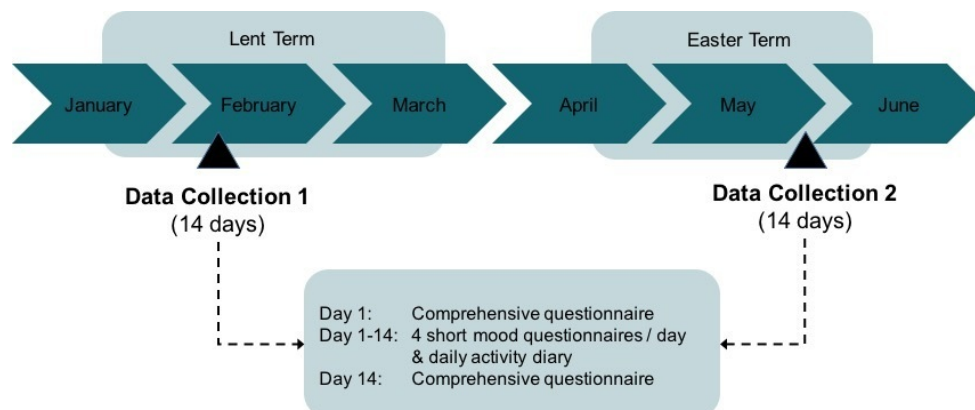 Lent Term
Easter Term
January
February
March
April
May
June
Data Collection 1
(14 days)
Data Collection 2
(14 days)
Day 1: Comprehensive questionnaire
Day 1-14: 4 short mood questionnaires / day
& daily activity diary
Day 14: Comprehensive questionnaire